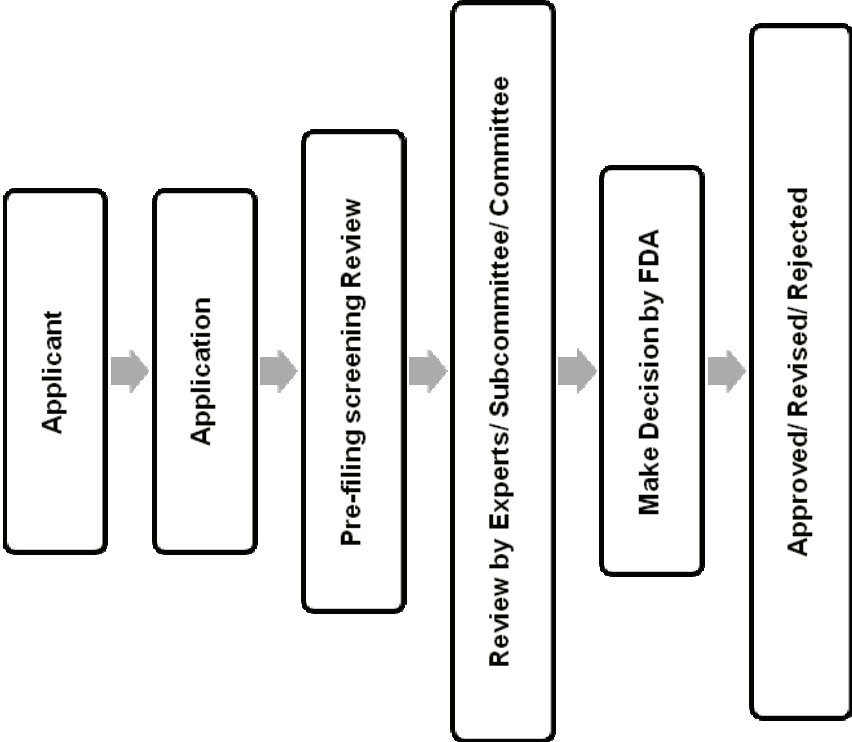 Applicant
Application
Pre-filing screening Review
Review by Experts/ Subcommittee/ Committee
Make Decision by FDA
Approved/ Revised/ Rejected